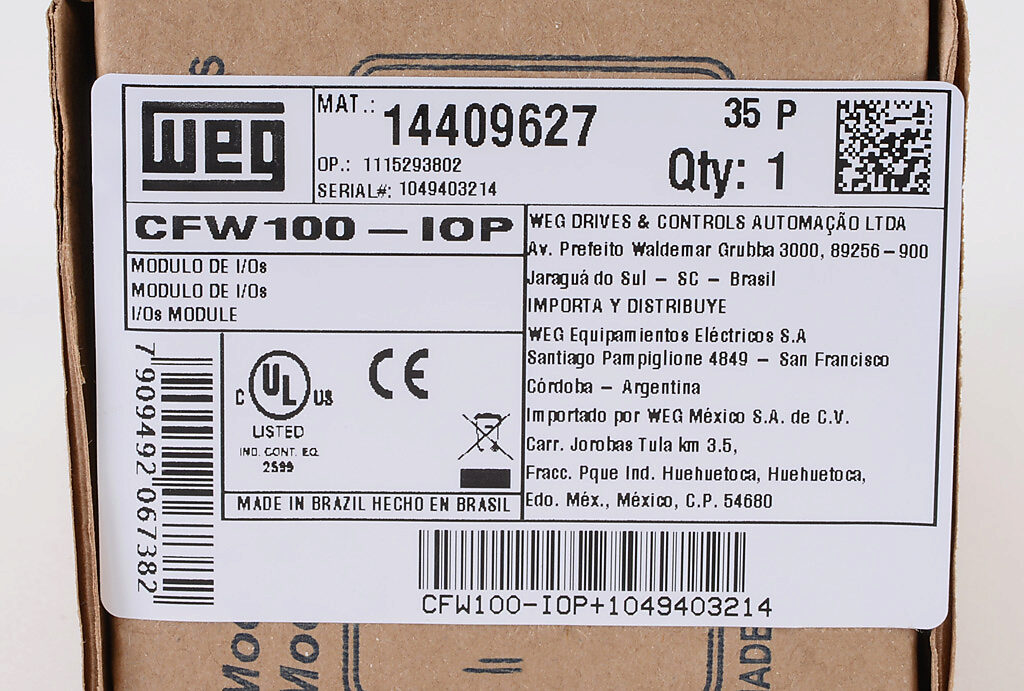 weg
MAT.: 14409627
35 P
OP.: 1115293802
Qty: 1
SERIAL#: 1049403214
CFW100 – IOP
MODULO DE I/Os
MODULO DE I/Os
I/Os MODULE
WEG DRIVES & CONTROLS AUTOMAÇÃO LTDA
Av. Prefeito Waldemar Grubba 3000, 89256–900
Jaraguá do Sul – SC – Brasil
IMPORTA Y DISTRIBUYE
WEG Equipamientos Eléctricos S.A
Santiago Pampiglione 4849 – San Francisco
Córdoba – Argentina
Importado por WEG México S.A. de C.V.
Carr. Jorobas Tula km 3.5,
Fracc. Pque Ind. Huehuetoca, Huehuetoca,
Edo. Méx., México, C.P. 54680
7 909492 067382
C UL US
LISTED
IND. CONT. EQ.
2S99
CE
MADE IN BRAZIL HECHO EN BRASIL
CFW100-IOP+1049403214